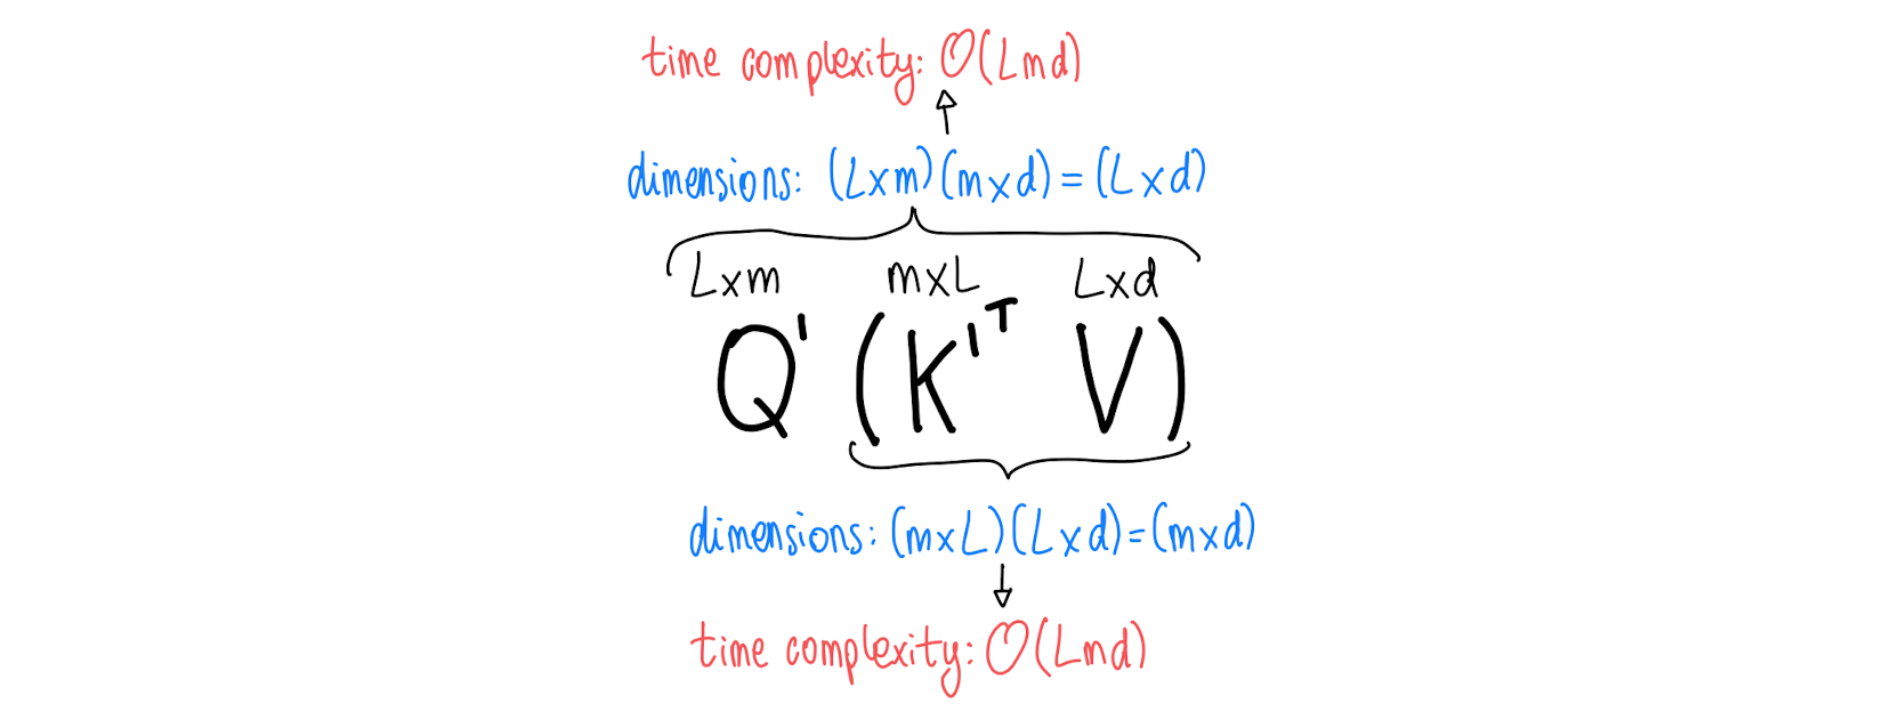 time complexity: O(Lmd)
dimensions: (Lxm)(mxd)=(Lxd)
Lxm mxL Lxd
Q' (K'ᵀ V)
dimensions: (mxL)(Lxd)=(mxd)
time complexity: O(Lmd)